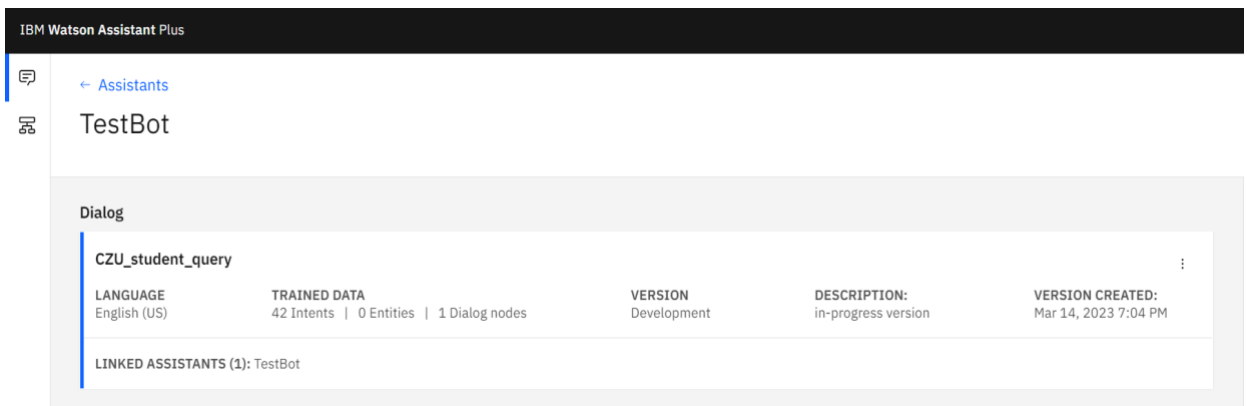 IBM Watson Assistant Plus
← Assistants
TestBot
Dialog
CZU_student_query
LANGUAGE TRAINED DATA VERSION DESCRIPTION: VERSION CREATED:
English (US) 42 Intents | 0 Entities | 1 Dialog nodes Development in-progress version Mar 14, 2023 7:04 PM
LINKED ASSISTANTS (1): TestBot